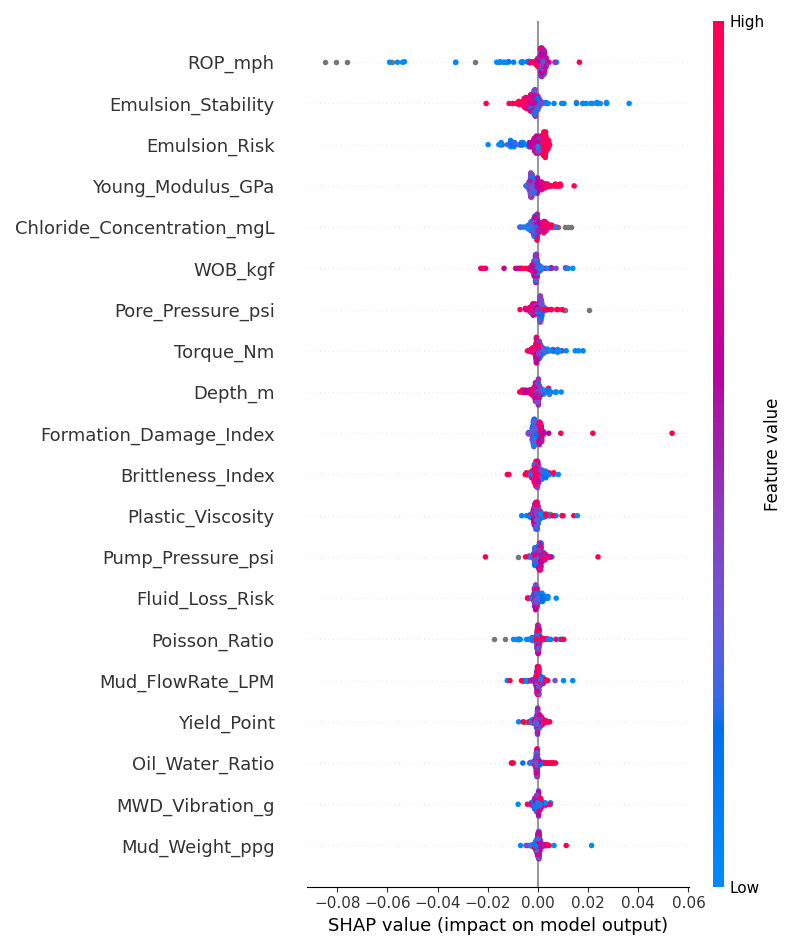 High
ROP_mph
Emulsion_Stability
Emulsion_Risk
Young_Modulus_GPa
Chloride_Concentration_mgL
WOB_kgf
Pore_Pressure_psi
Torque_Nm
Depth_m
Formation_Damage_Index
Brittleness_Index
Plastic_Viscosity
Pump_Pressure_psi
Fluid_Loss_Risk
Poisson_Ratio
Mud_FlowRate_LPM
Yield_Point
Oil_Water_Ratio
MWD_Vibration_g
Mud_Weight_ppg
Feature value
Low
−0.08 −0.06 −0.04 −0.02 0.00 0.02 0.04 0.06
SHAP value (impact on model output)